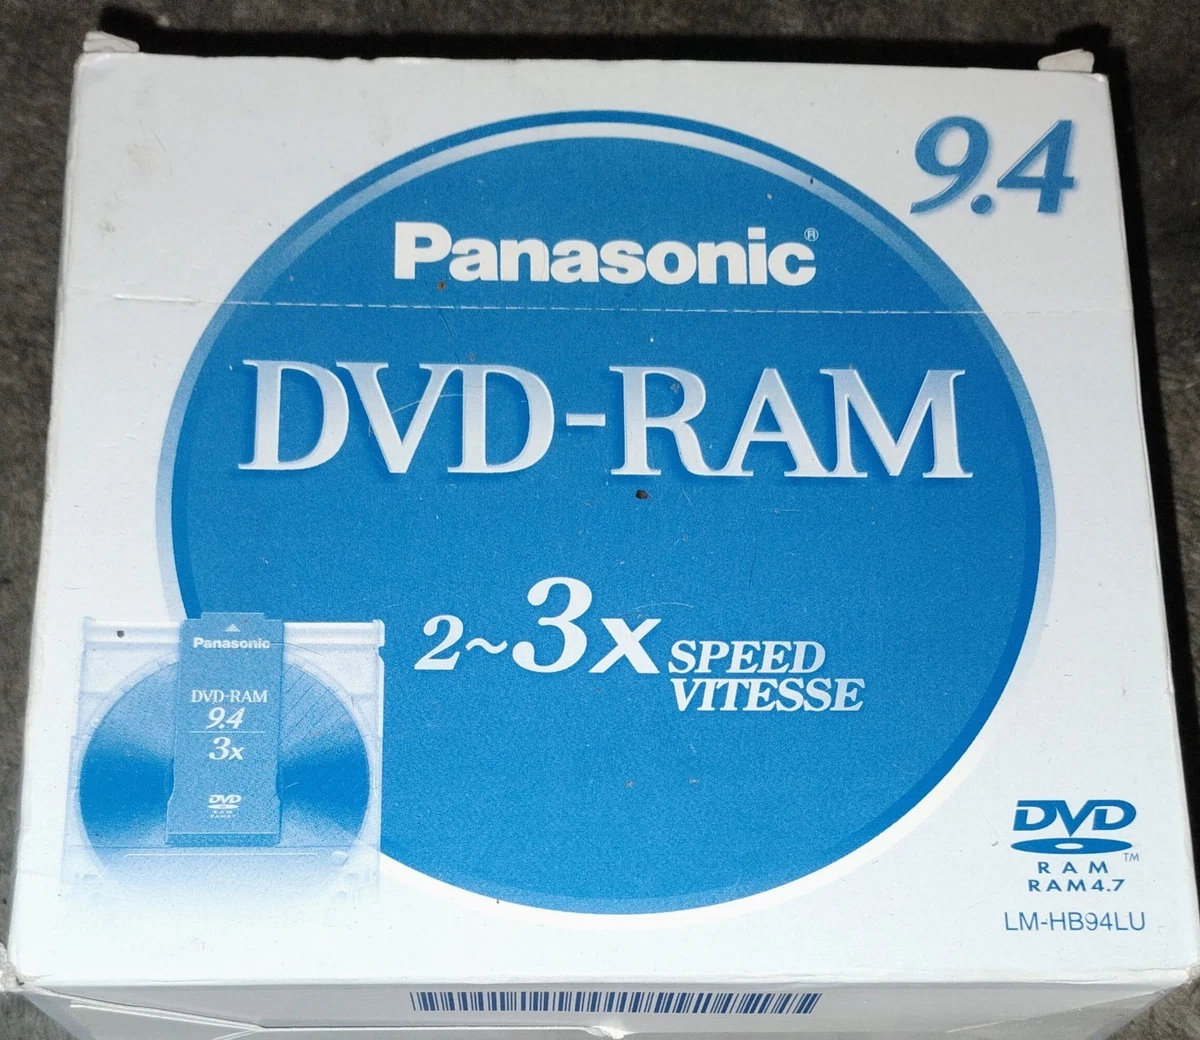 9.4
Panasonic®
DVD-RAM
2~3x SPEED
VITESSE
Panasonic
DVD-RAM
9.4
3x
DVD
RAM
DVD
RAM™
RAM4.7
LM-HB94LU